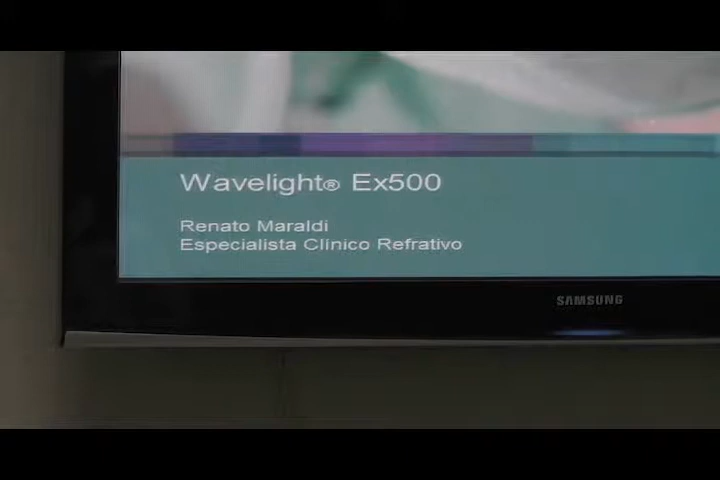 Wavelight® Ex500
Renato Maraldi
Especialista Clínico Refrativo
SAMSUNG